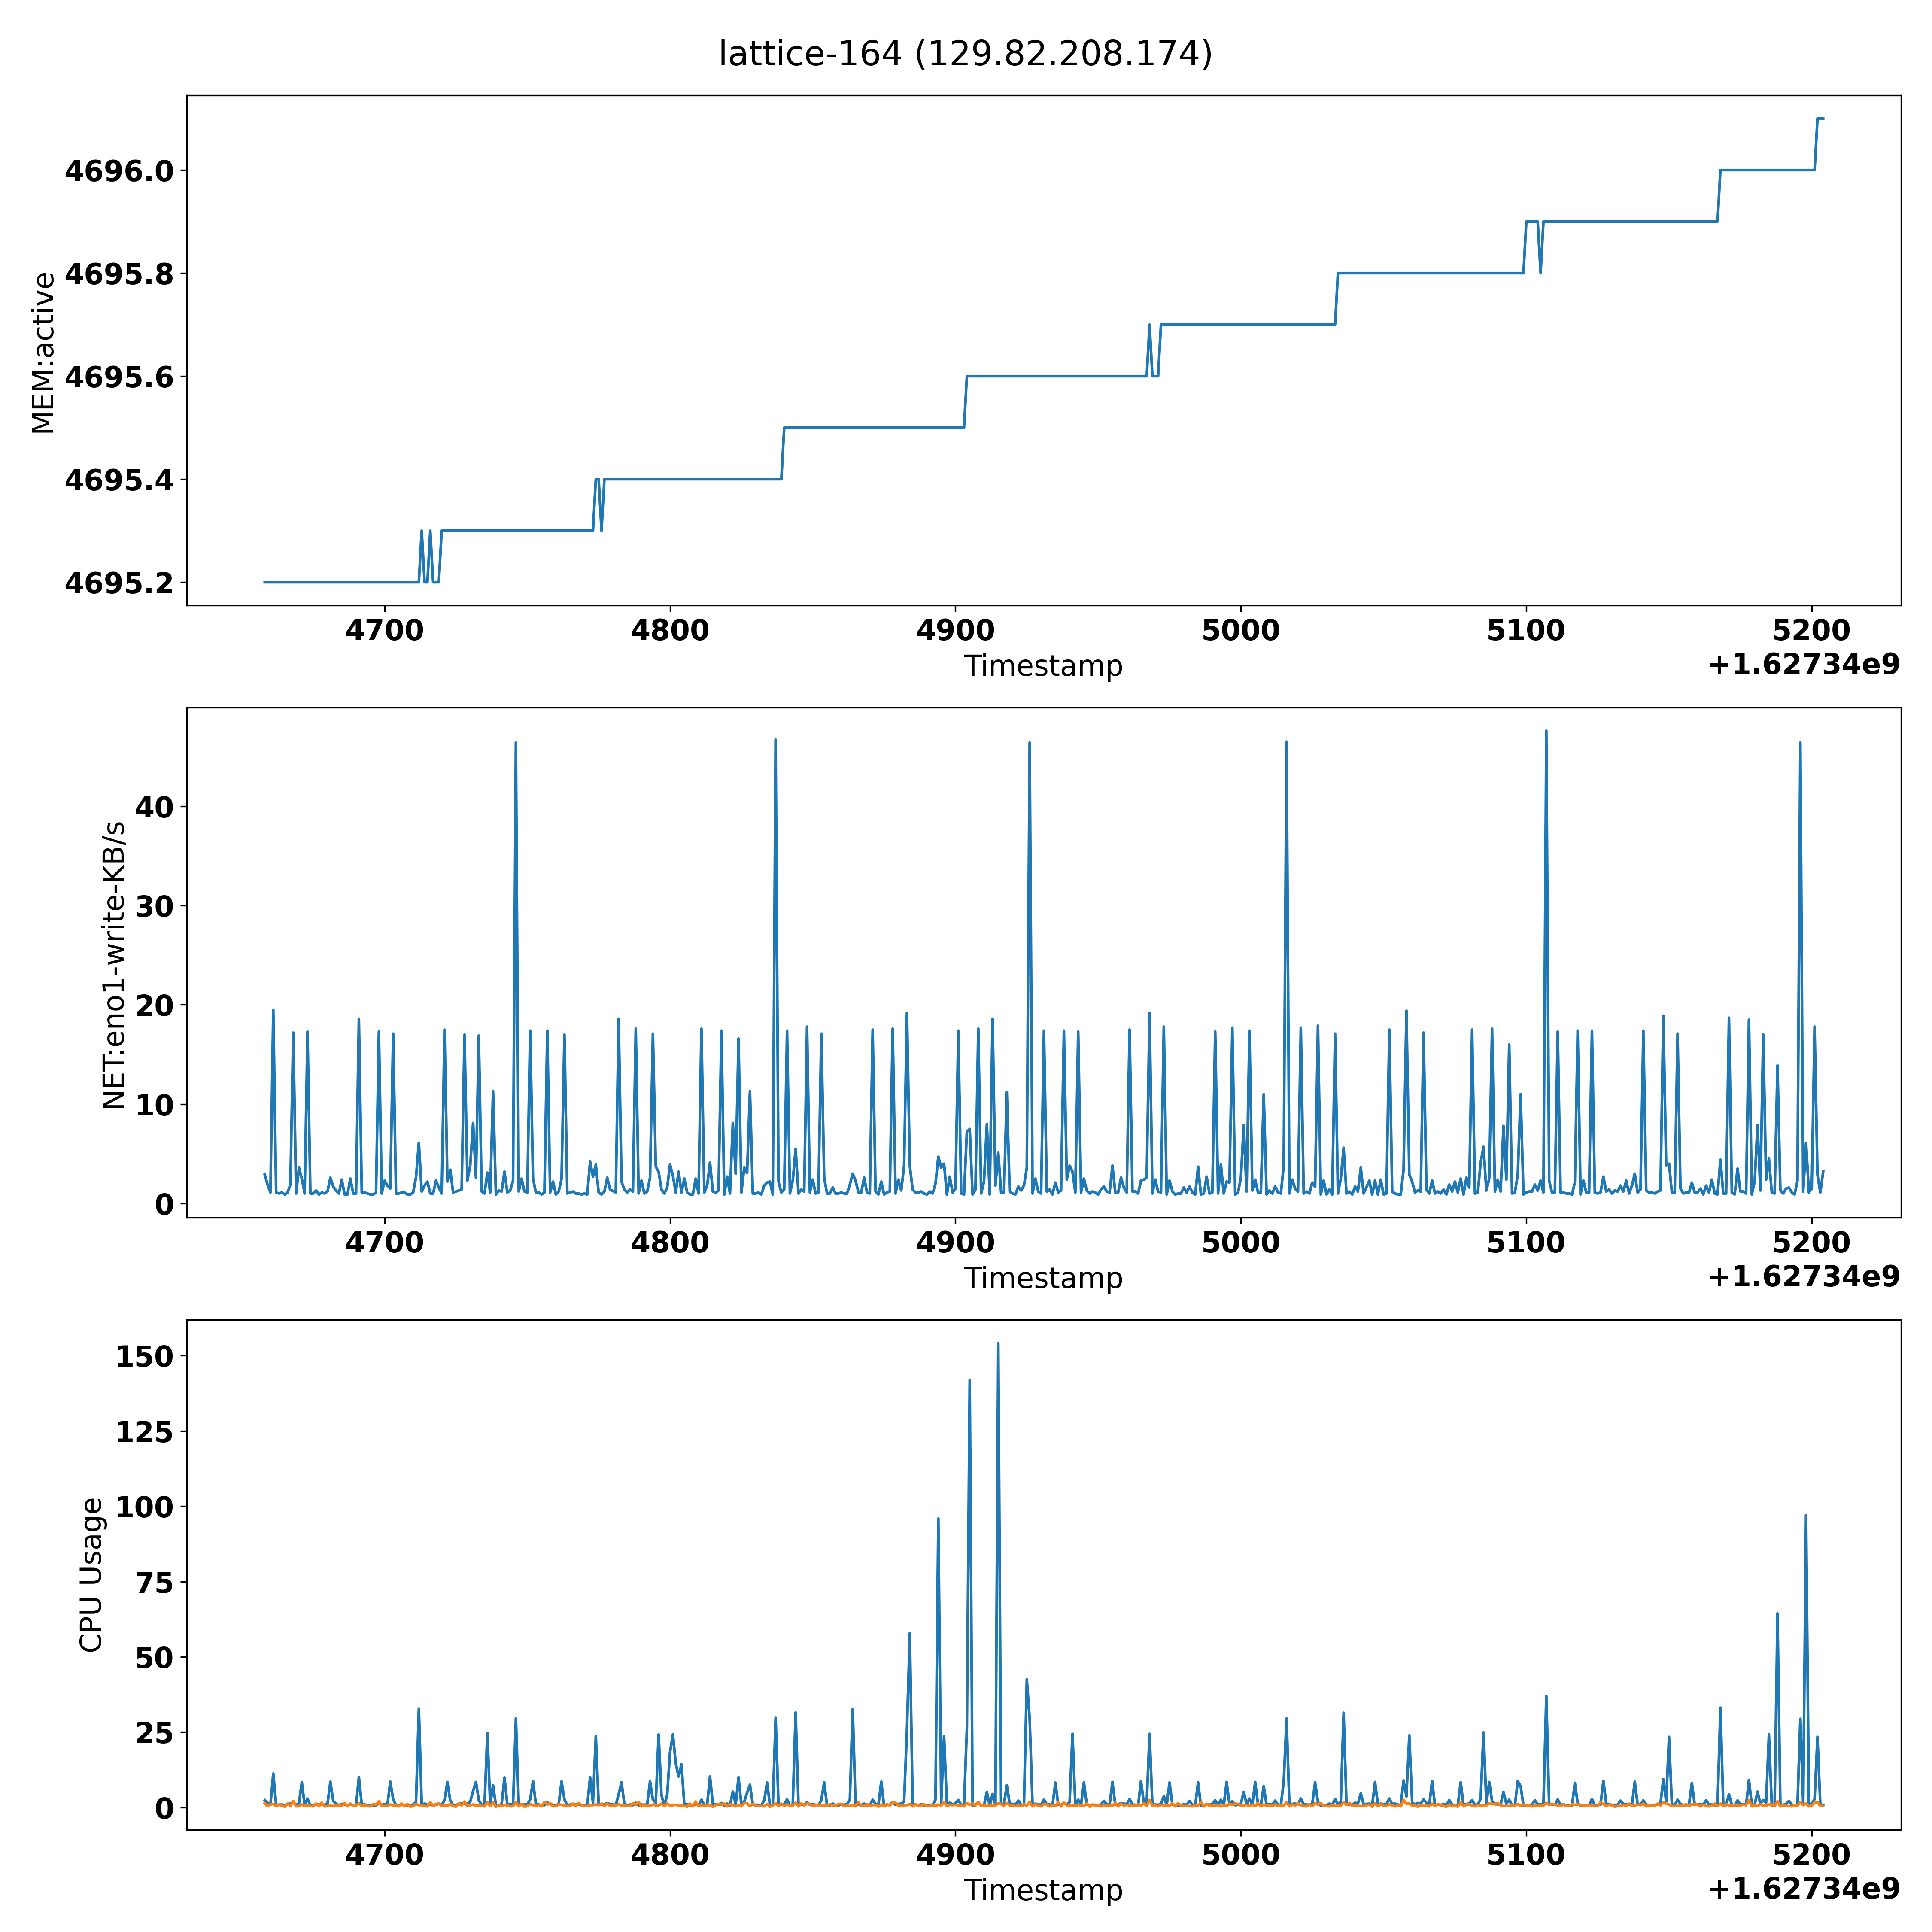 lattice-164 (129.82.208.174)
MEM:active
4696.0
4695.8
4695.6
4695.4
4695.2
4700 4800 4900 5000 5100 5200
Timestamp
+1.62734e9
NET:eno1-write-KB/s
40
30
20
10
0
4700 4800 4900 5000 5100 5200
Timestamp
+1.62734e9
CPU Usage
150
125
100
75
50
25
0
4700 4800 4900 5000 5100 5200
Timestamp
+1.62734e9